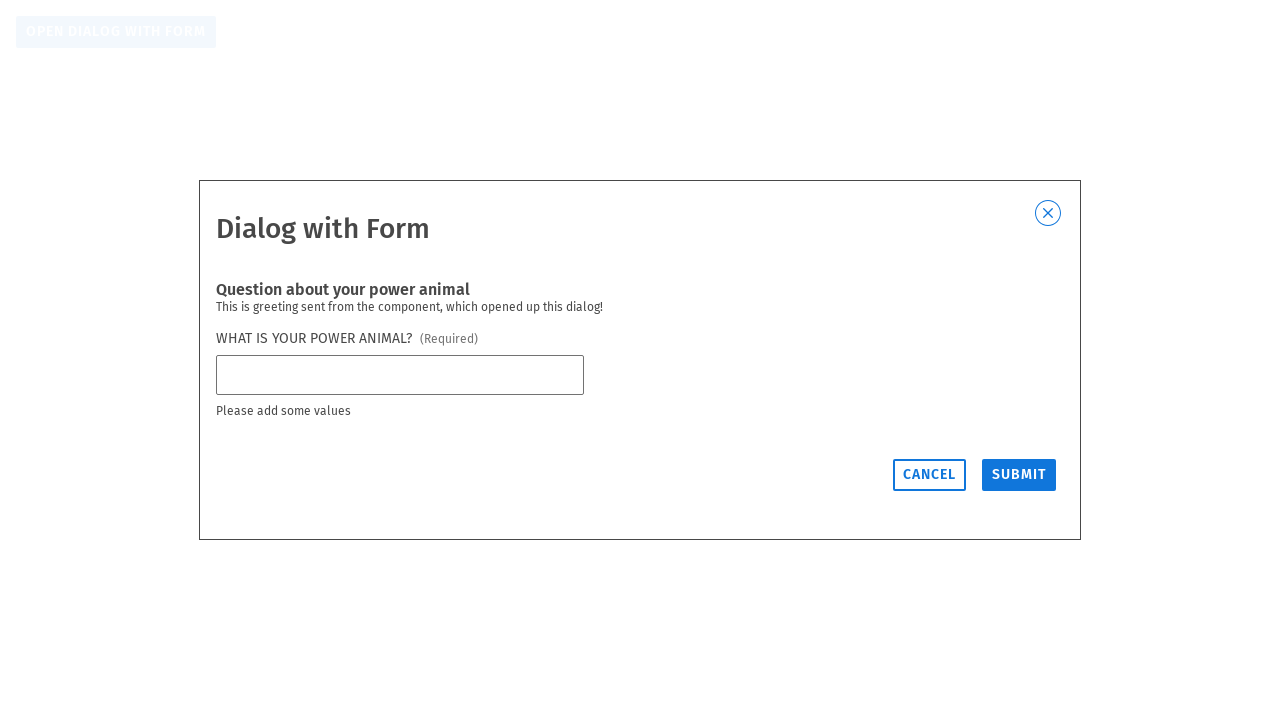 OPEN DIALOG WITH FORM
Dialog with Form
Question about your power animal
This is greeting sent from the component, which opened up this dialog!
WHAT IS YOUR POWER ANIMAL? (Required)
Please add some values
CANCEL SUBMIT